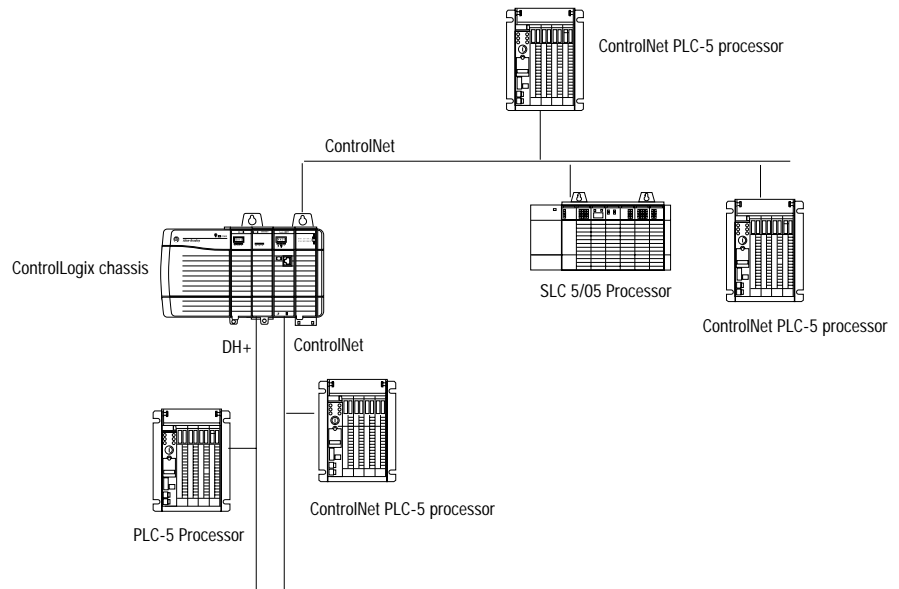 ControlNet PLC-5 processor
ControlNet
ControlLogix chassis
SLC 5/05 Processor
ControlNet PLC-5 processor
DH+
ControlNet
ControlNet PLC-5 processor
PLC-5 Processor